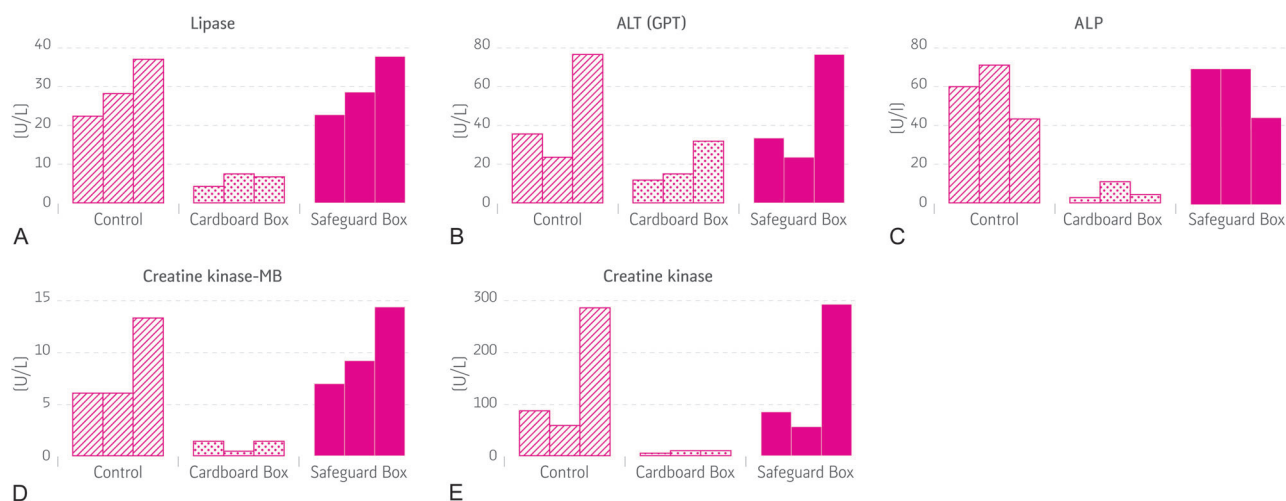 Lipase
40
30
20
10
0
(U/L)
Control
Cardboard Box
Safeguard Box
A
ALT (GPT)
80
60
40
20
0
(U/L)
Control
Cardboard Box
Safeguard Box
B
ALP
80
60
40
20
0
(U/l)
Control
Cardboard Box
Safeguard Box
C
Creatine kinase-MB
15
10
5
0
(U/L)
Control
Cardboard Box
Safeguard Box
D
Creatine kinase
300
200
100
0
(U/L)
Control
Cardboard Box
Safeguard Box
E